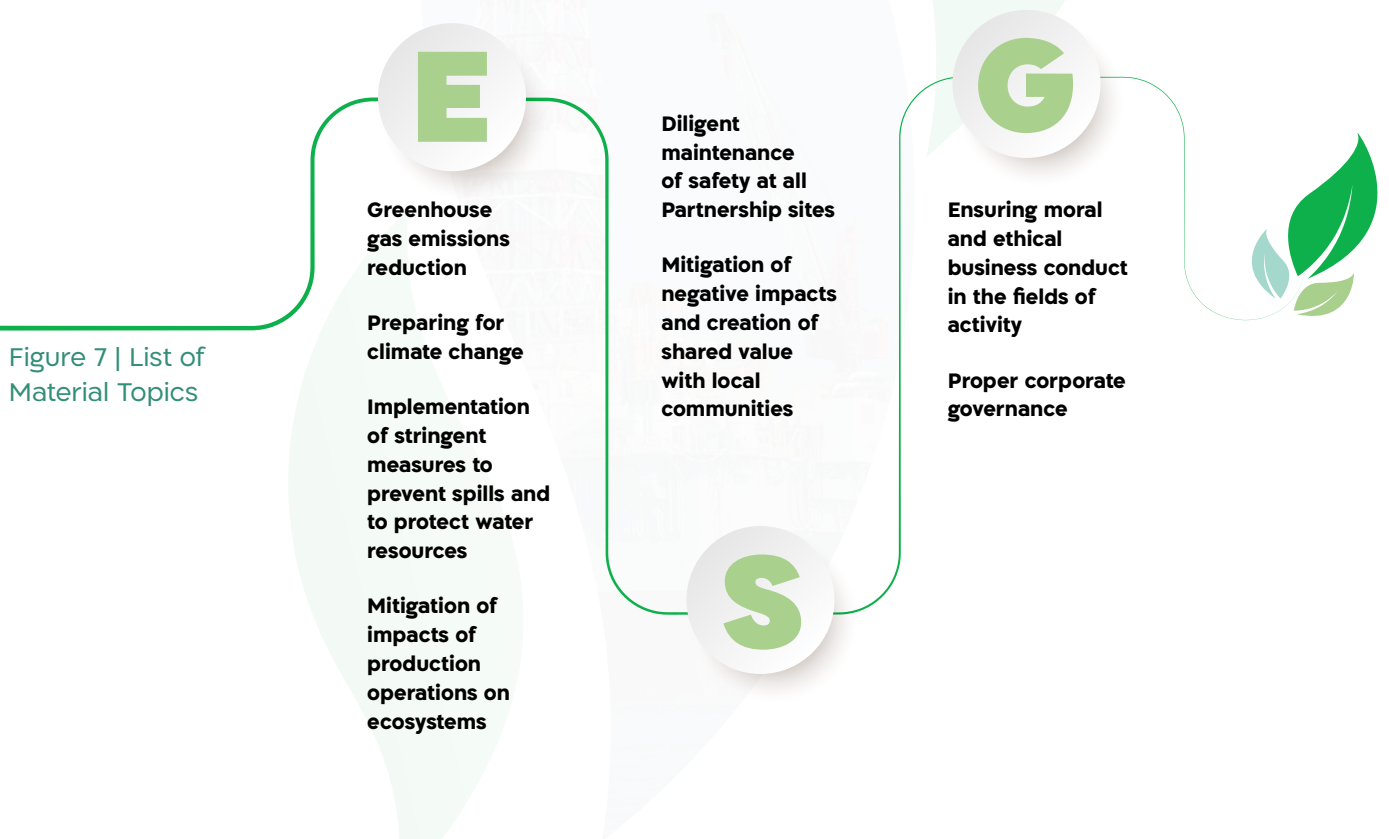 Figure 7 | List of
Material Topics
E
Greenhouse
gas emissions
reduction
Preparing for
climate change
Implementation
of stringent
measures to
prevent spills and
to protect water
resources
Mitigation of
impacts of
production
operations on
ecosystems
Diligent
maintenance
of safety at all
Partnership sites
Mitigation of
negative impacts
and creation of
shared value
with local
communities
S
G
Ensuring moral
and ethical
business conduct
in the fields of
activity
Proper corporate
governance